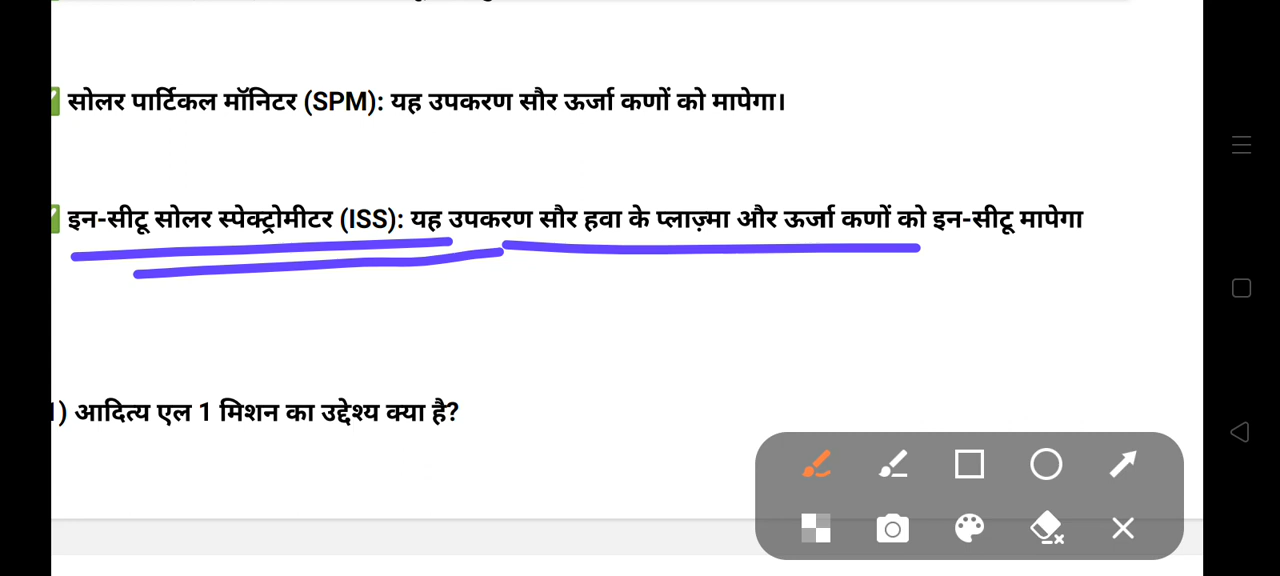 सोलर पार्टिकल मॉनिटर (SPM): यह उपकरण सौर ऊर्जा कणों को मापेगा।
इन-सीटू सोलर स्पेक्ट्रोमीटर (ISS): यह उपकरण सौर हवा के प्लाज़्मा और ऊर्जा कणों को इन-सीटू मापेगा
1) आदित्य एल 1 मिशन का उद्देश्य क्या है?